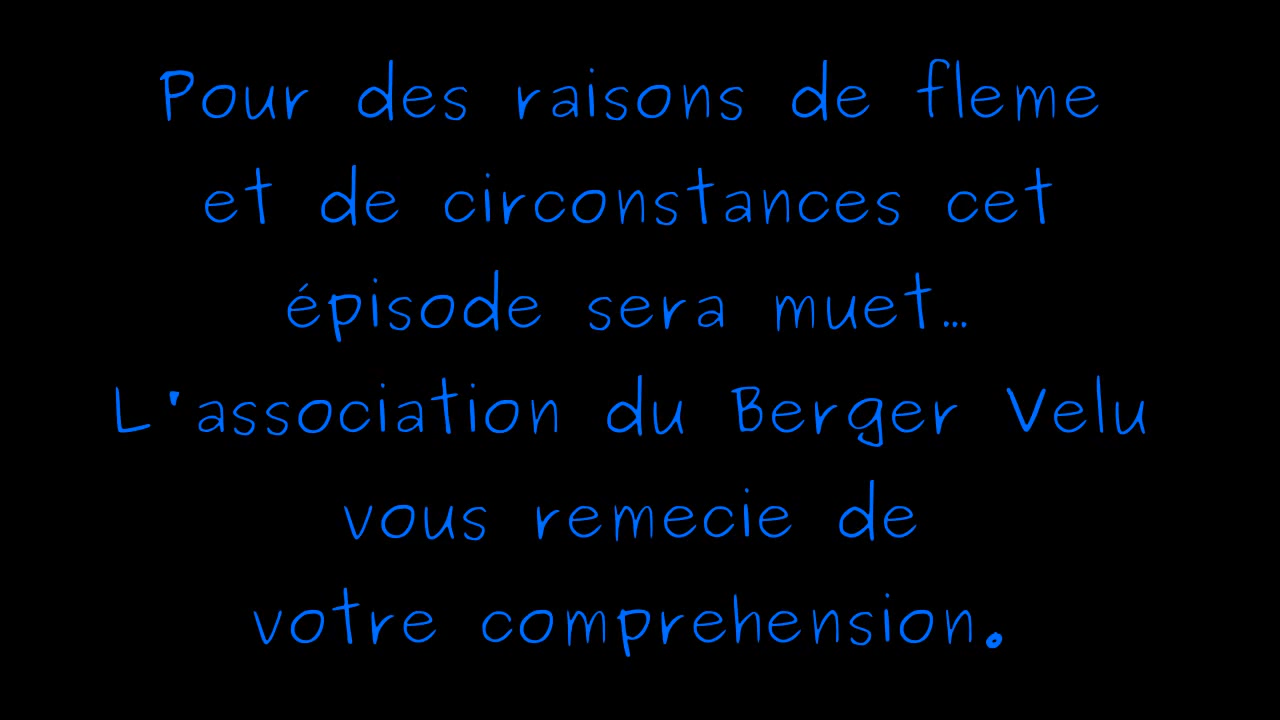 Pour des raisons de fleme
et de circonstances cet
épisode sera muet...
L'association du Berger Velu
vous remecie de
votre comprehension.